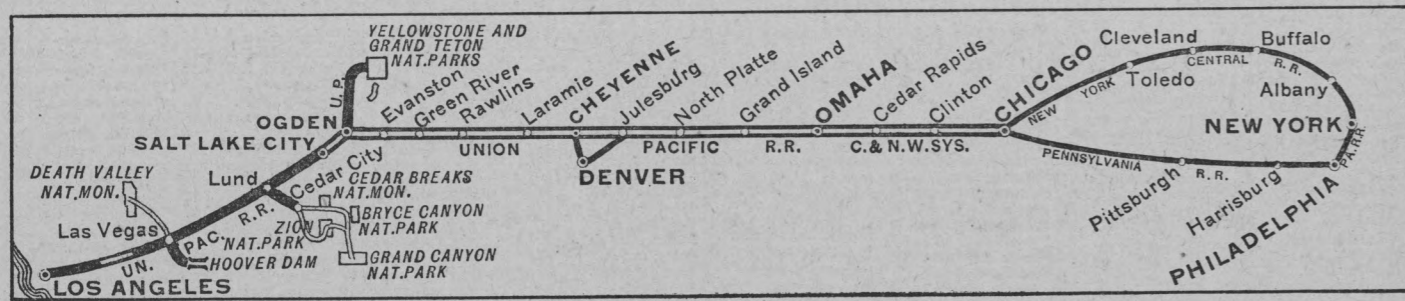 YELLOWSTONE AND
GRAND TETON
NAT. PARKS
U.P.
OGDEN
SALT LAKE CITY
Evanston
Green River
Rawlins
Laramie
CHEYENNE
Julesburg
North Platte
Grand Island
OMAHA
Cedar Rapids
Clinton
CHICAGO
UNION
PACIFIC
R.R.
C. & N.W. SYS.
DENVER
NEW
YORK
CENTRAL
R.R.
Toledo
Cleveland
Buffalo
Albany
NEW YORK
PA. R.R.
PENNSYLVANIA
R.R.
Pittsburgh
Harrisburg
PHILADELPHIA
Lund
Cedar City
CEDAR BREAKS
NAT. MON.
DEATH VALLEY
NAT. MON.
BRYCE CANYON
NAT. PARK
ZION
NAT. PARK
Las Vegas
UN.
PAC.
R.R.
HOOVER DAM
GRAND CANYON
NAT. PARK
LOS ANGELES